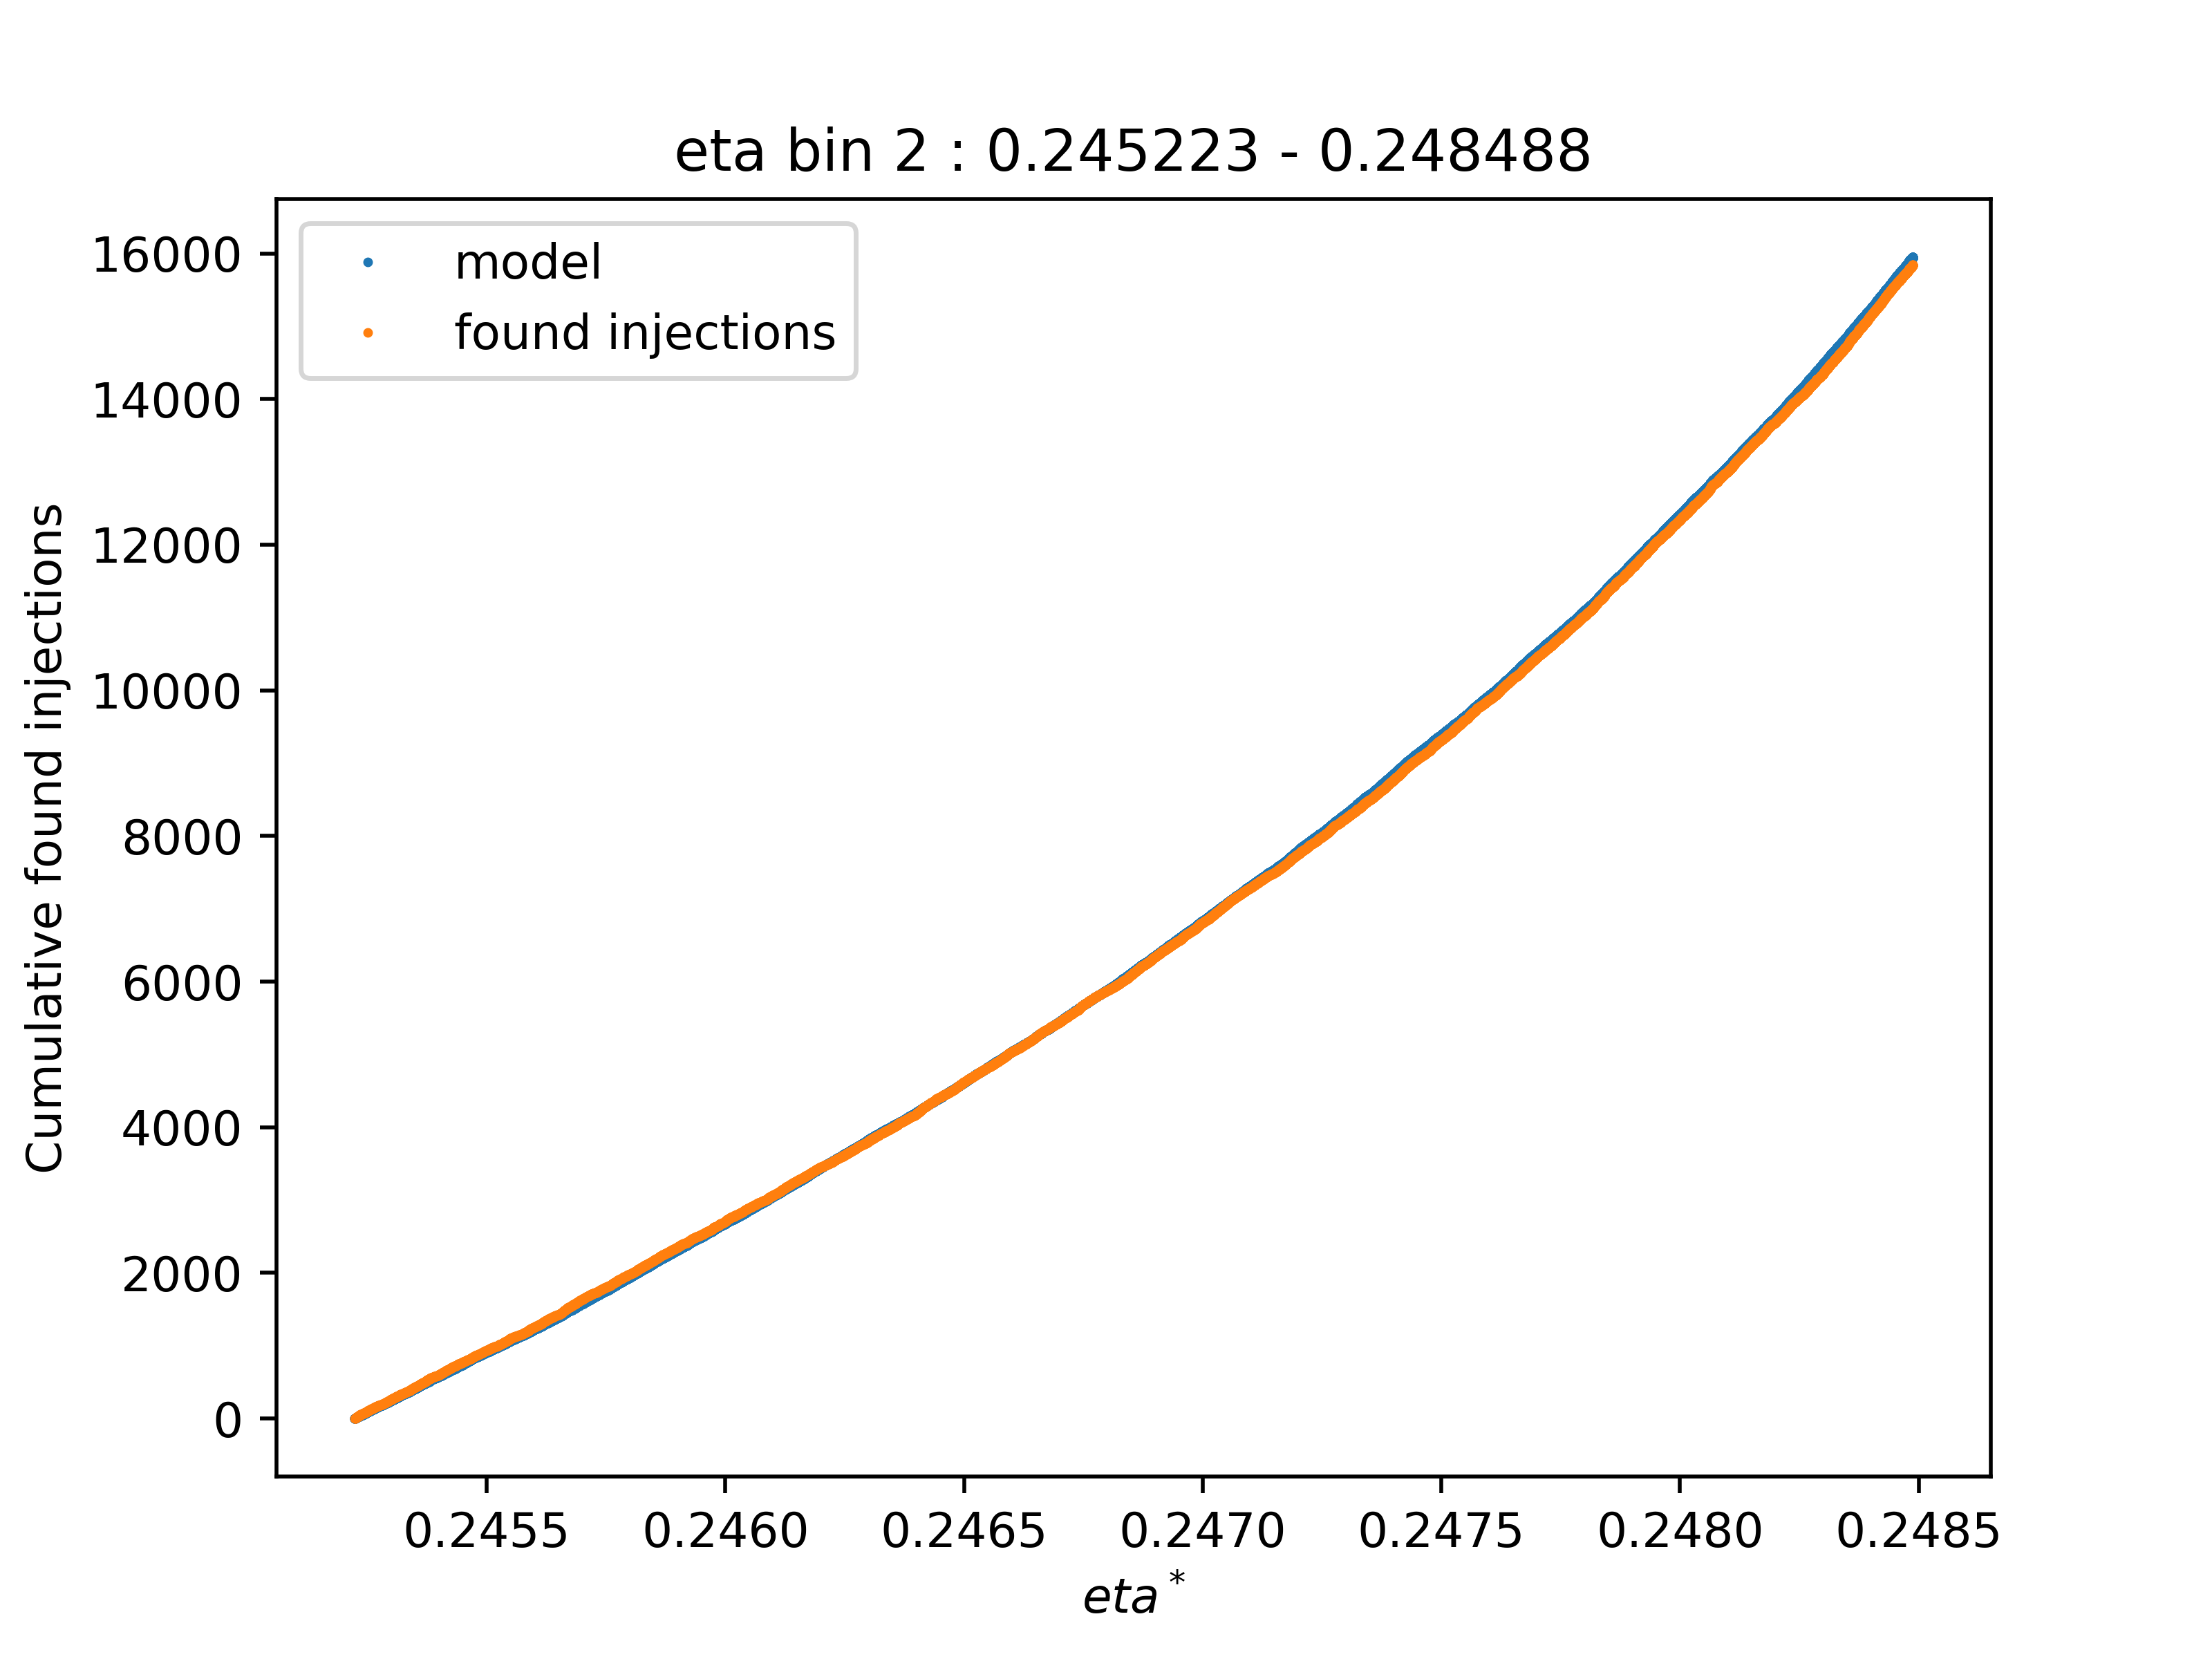 eta bin 2 : 0.245223 - 0.248488
model
found injections
16000
14000
12000
10000
8000
6000
4000
2000
0
Cumulative found injections
0.2455 0.2460 0.2465 0.2470 0.2475 0.2480 0.2485
eta*